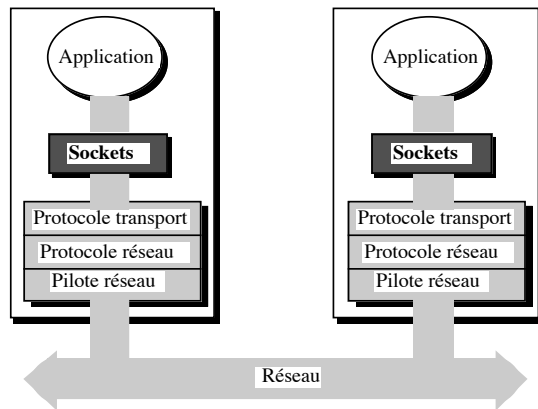 Application
Sockets
Protocole transport
Protocole réseau
Pilote réseau
Application
Sockets
Protocole transport
Protocole réseau
Pilote réseau
Réseau